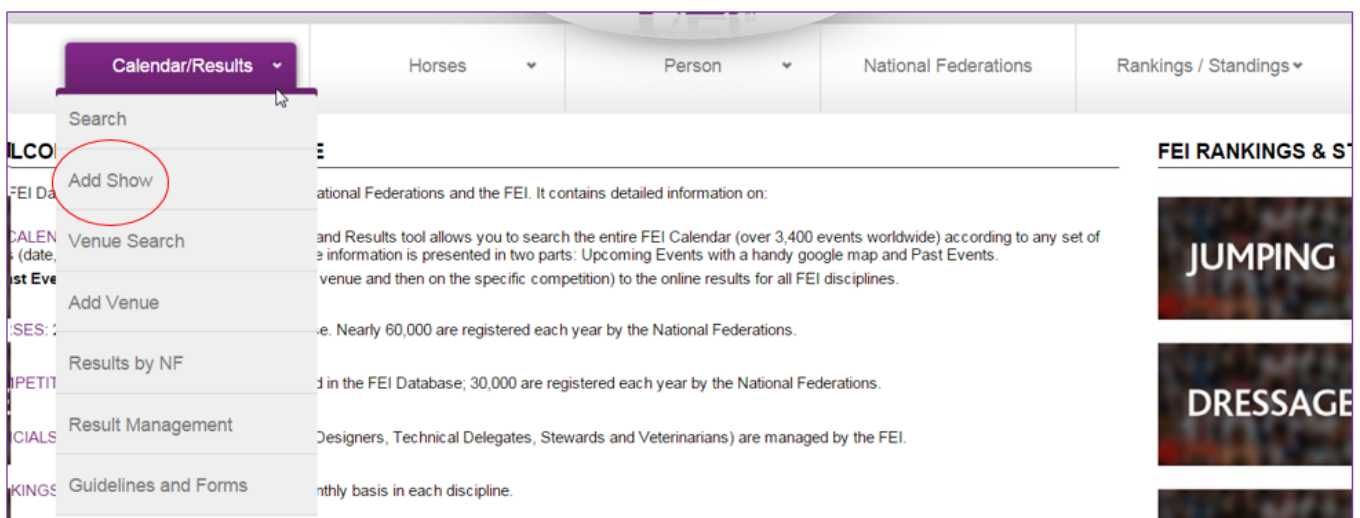 Calendar/Results Horses Person National Federations Rankings / Standings
Search
Add Show
Venue Search
Add Venue
Results by NF
Result Management
Guidelines and Forms
FEI RANKINGS &
ational Federations and the FEI. It contains detailed information on:
and Results tool allows you to search the entire FEI Calendar (over 3,400 events worldwide) according to any set of
(date, e information is presented in two parts: Upcoming Events with a handy google map and Past Events.
venue and then on the specific competition) to the online results for all FEI disciplines.
e. Nearly 60,000 are registered each year by the National Federations.
d in the FEI Database; 30,000 are registered each year by the National Federations.
Designers, Technical Delegates, Stewards and Veterinarians) are managed by the FEI.
nthly basis in each discipline.
JUMPING
DRESSAGE